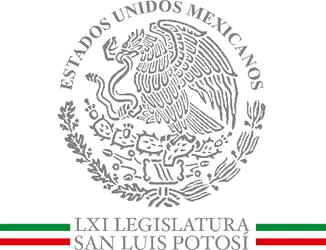 ESTADOS UNIDOS MEXICANOS
LXI LEGISLATURA
SAN LUIS POTOSÍ